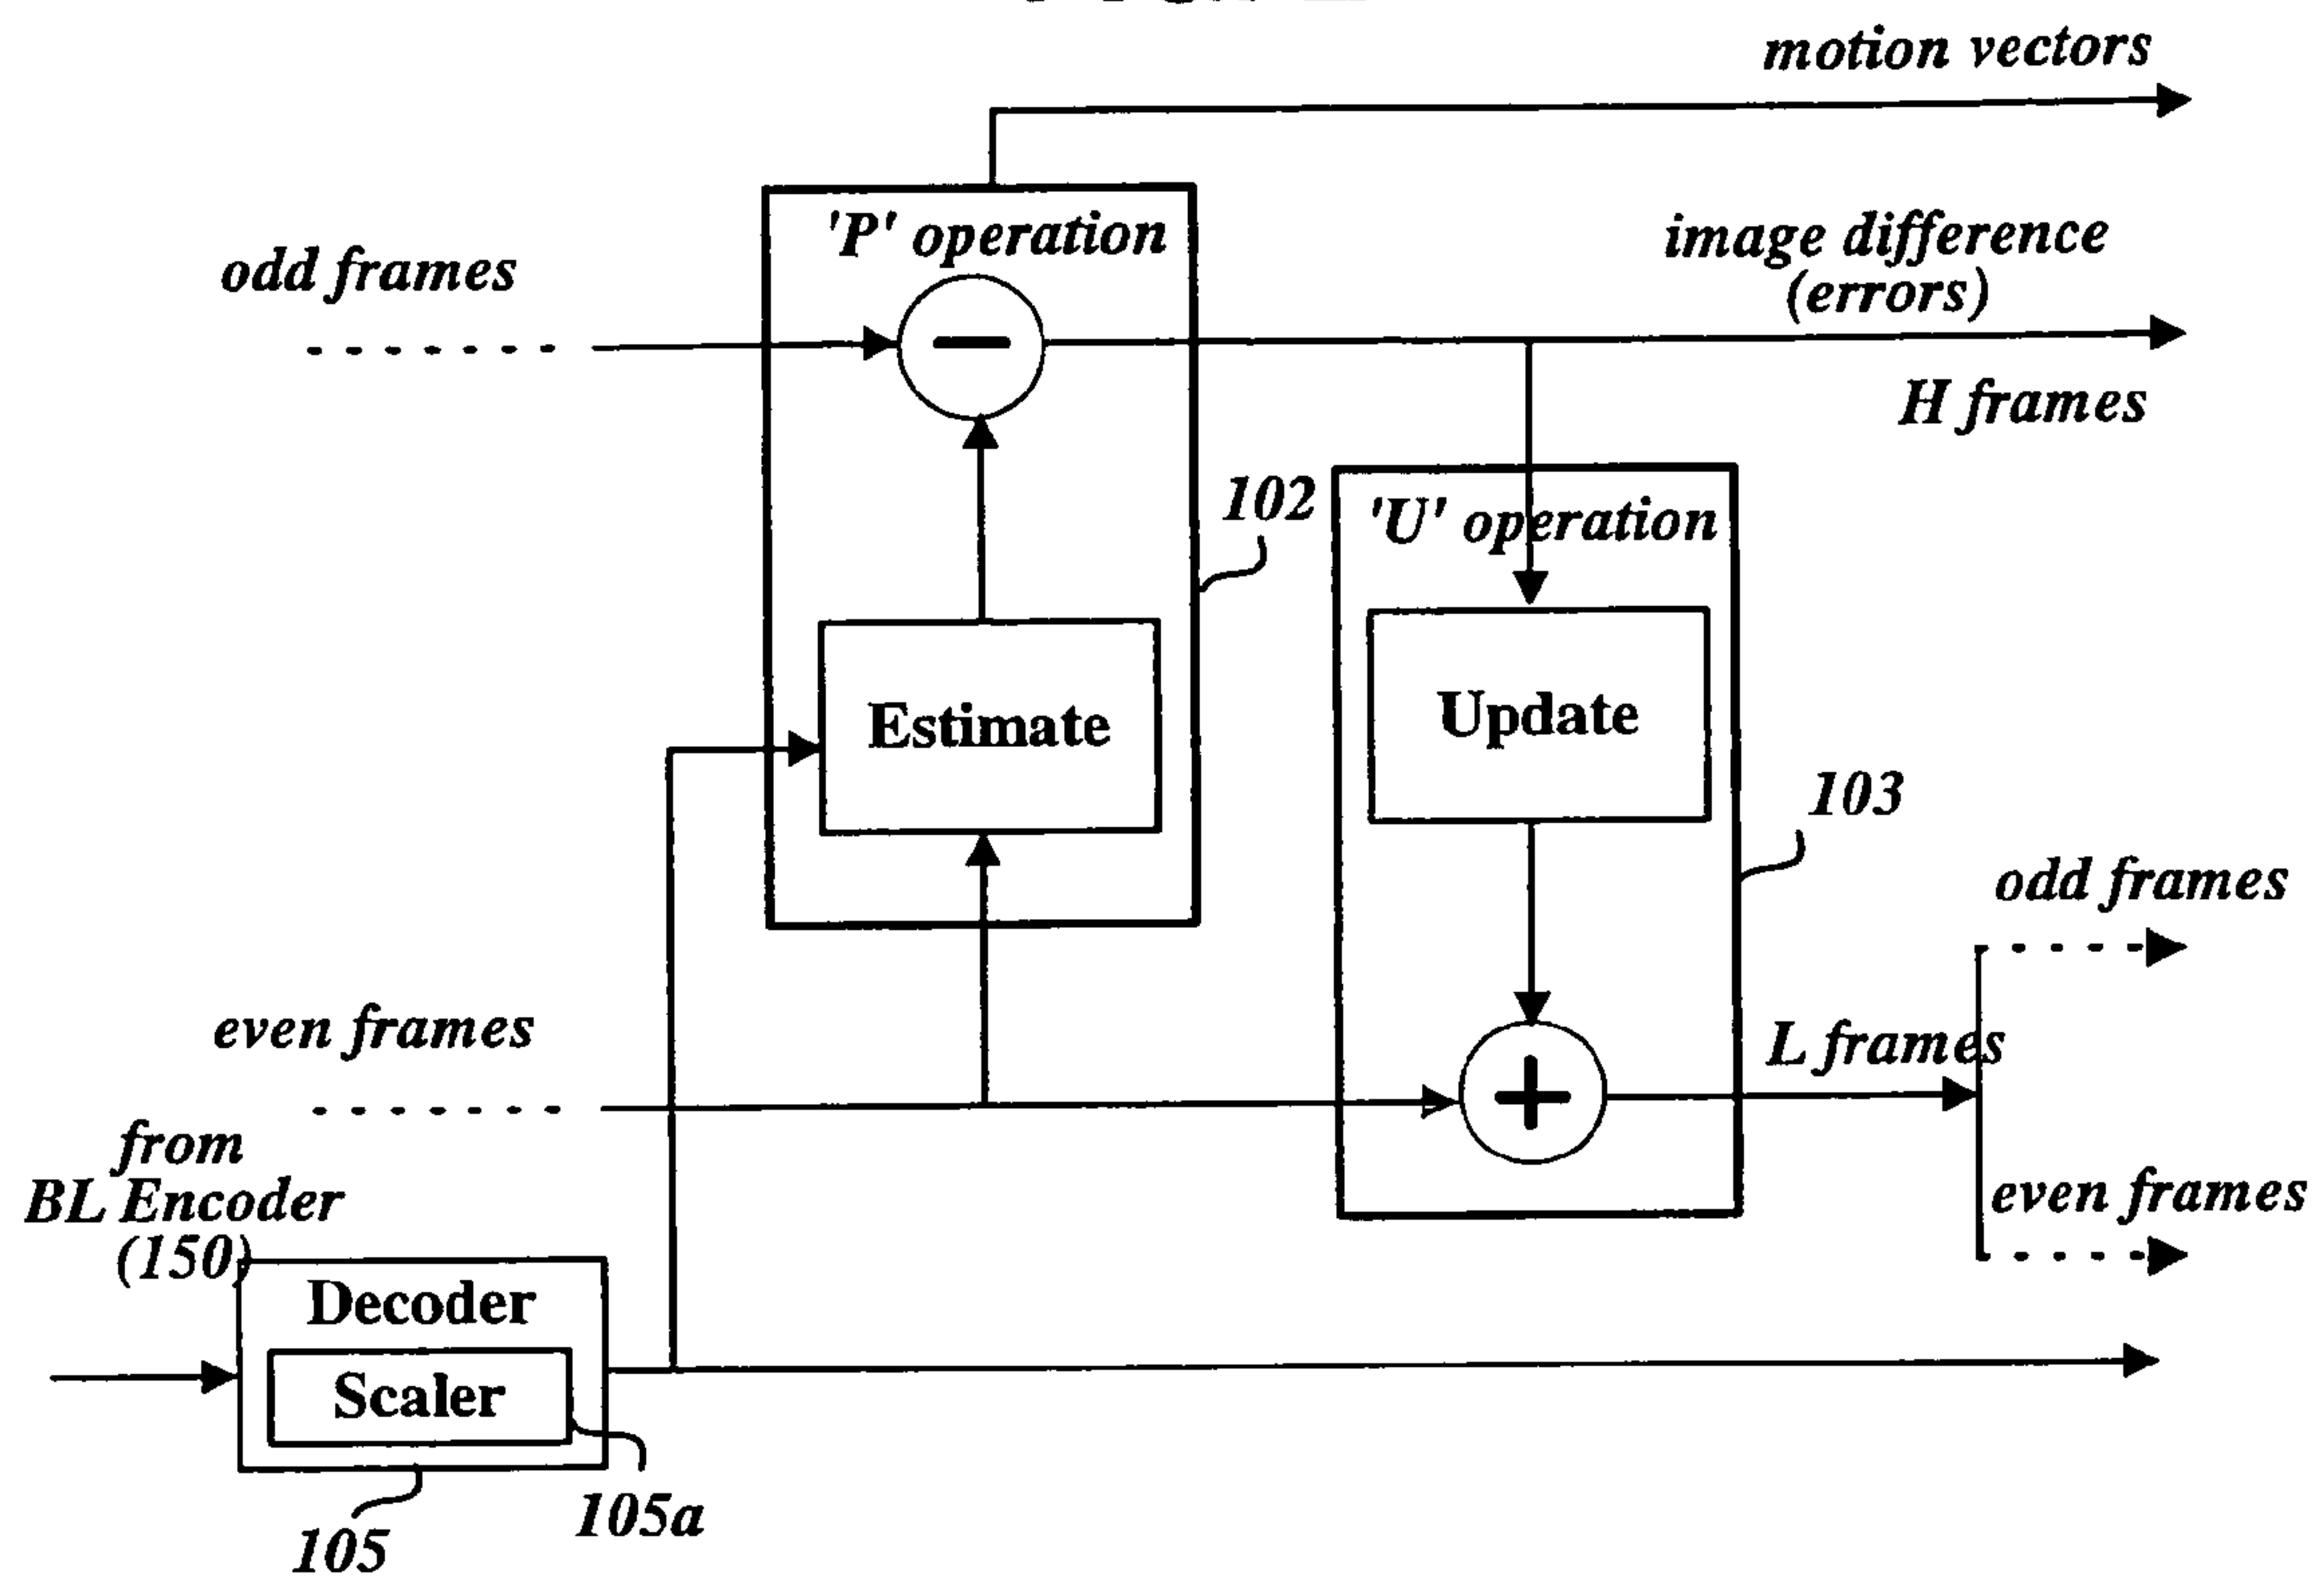 motion vectors
'P' operation
odd frames
image difference
(errors)
H frames
102
'U' operation
Estimate
Update
103
odd frames
even frames
L frames
from
BL Encoder
(150)
even frames
Decoder
Scaler
105a
105